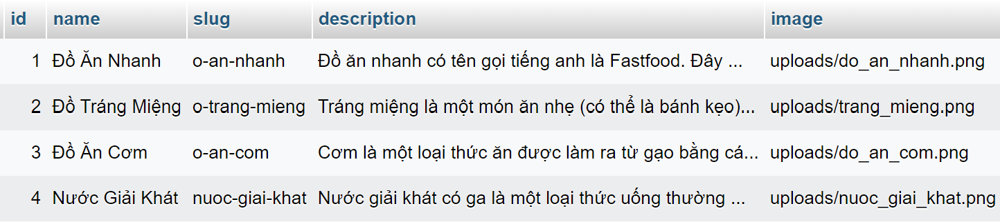 id name slug description image
1 Đồ Ăn Nhanh o-an-nhanh Đồ ăn nhanh có tên gọi tiếng anh là Fastfood. Đây ... uploads/do_an_nhanh.png
2 Đồ Tráng Miệng o-trang-mieng Tráng miệng là một món ăn nhẹ (có thể là bánh kẹo)... uploads/trang_mieng.png
3 Đồ Ăn Cơm o-an-com Cơm là một loại thức ăn được làm ra từ gạo bằng cá... uploads/do_an_com.png
4 Nước Giải Khát nuoc-giai-khat Nước giải khát có ga là một loại thức uống thường ... uploads/nuoc_giai_khat.png